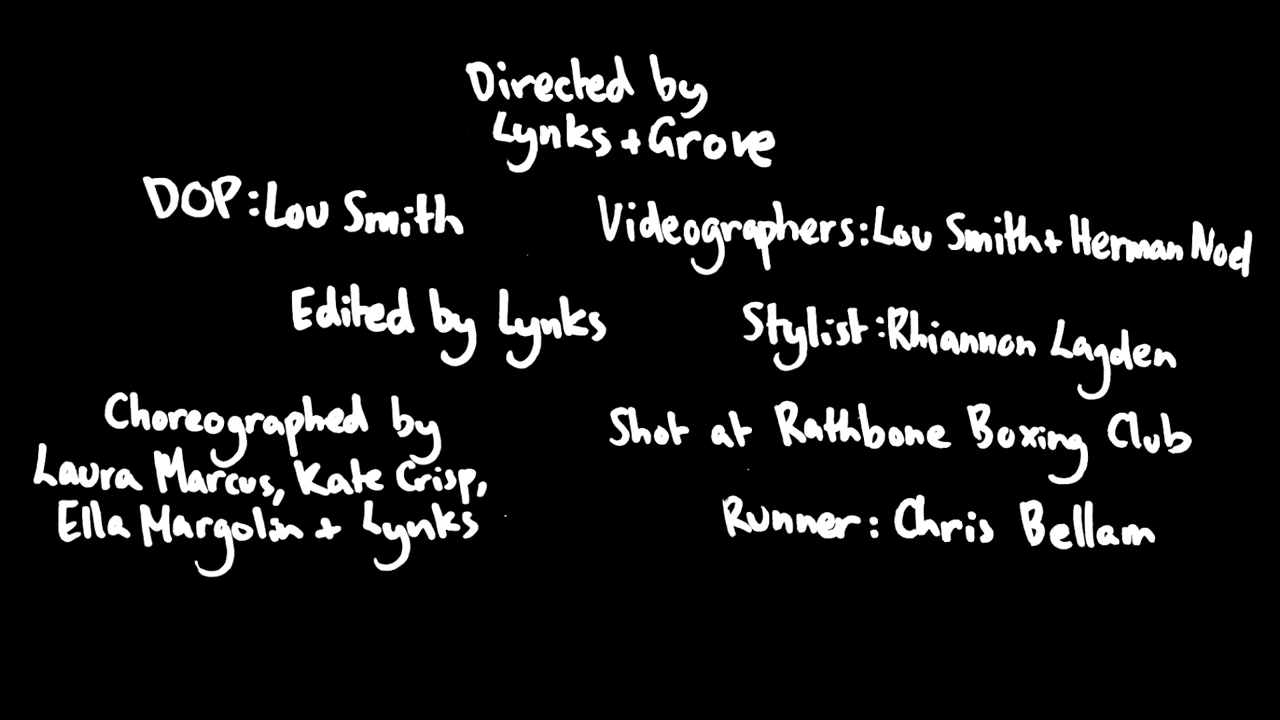 Directed by
Lynks + Grove
DOP: Lou Smith
Videographers: Lou Smith + Herman Noel
Edited by Lynks
Stylist: Rhiannon Lagden
Choreographed by
Laura Marcus, Kate Crisp,
Ella Margolin + Lynks
Shot at Rathbone Boxing Club
Runner: Chris Bellam